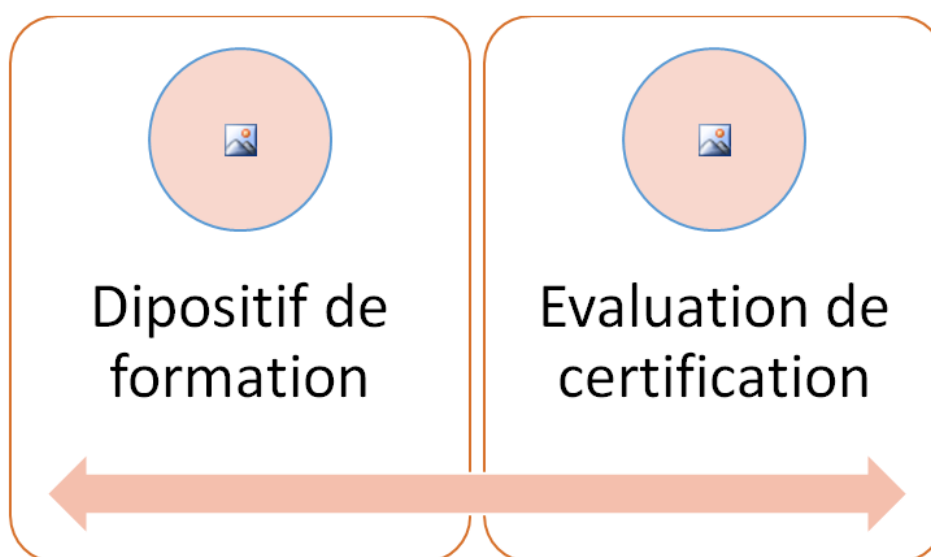 Dipositif de
formation
Evaluation de
certification